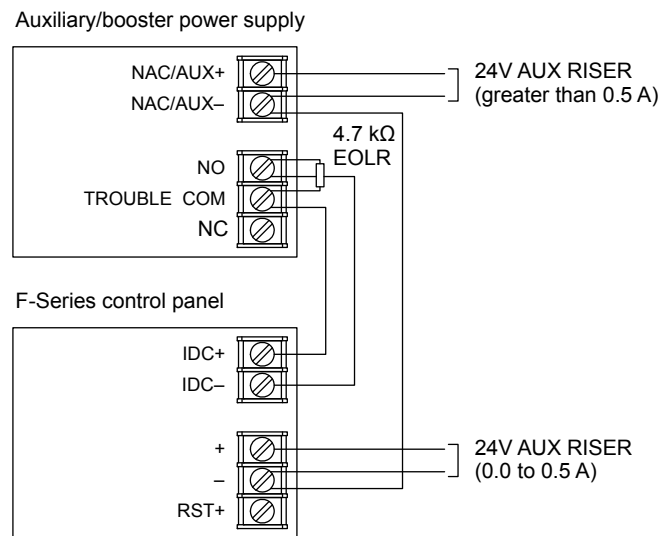 Auxiliary/booster power supply
NAC/AUX+
24V AUX RISER
(greater than 0.5 A)
NAC/AUX–
4.7 kΩ
EOLR
NO
TROUBLE COM
NC
F-Series control panel
IDC+
IDC–
+
24V AUX RISER
(0.0 to 0.5 A)
–
RST+